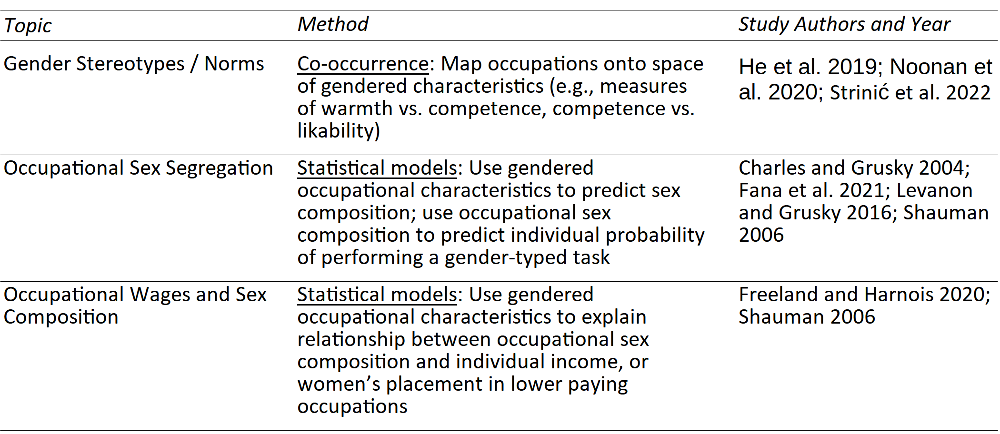 Topic
Method
Study Authors and Year
Gender Stereotypes / Norms
Co-occurrence: Map occupations onto space
of gendered characteristics (e.g., measures
of warmth vs. competence, competence vs.
likability)
He et al. 2019; Noonan et
al. 2020; Strinić et al. 2022
Occupational Sex Segregation
Statistical models: Use gendered
occupational characteristics to predict sex
composition; use occupational sex
composition to predict individual probability
of performing a gender-typed task
Charles and Grusky 2004;
Fana et al. 2021; Levanon
and Grusky 2016; Shauman
2006
Occupational Wages and Sex
Composition
Statistical models: Use gendered
occupational characteristics to explain
relationship between occupational sex
composition and individual income, or
women’s placement in lower paying
occupations
Freeland and Harnois 2020;
Shauman 2006